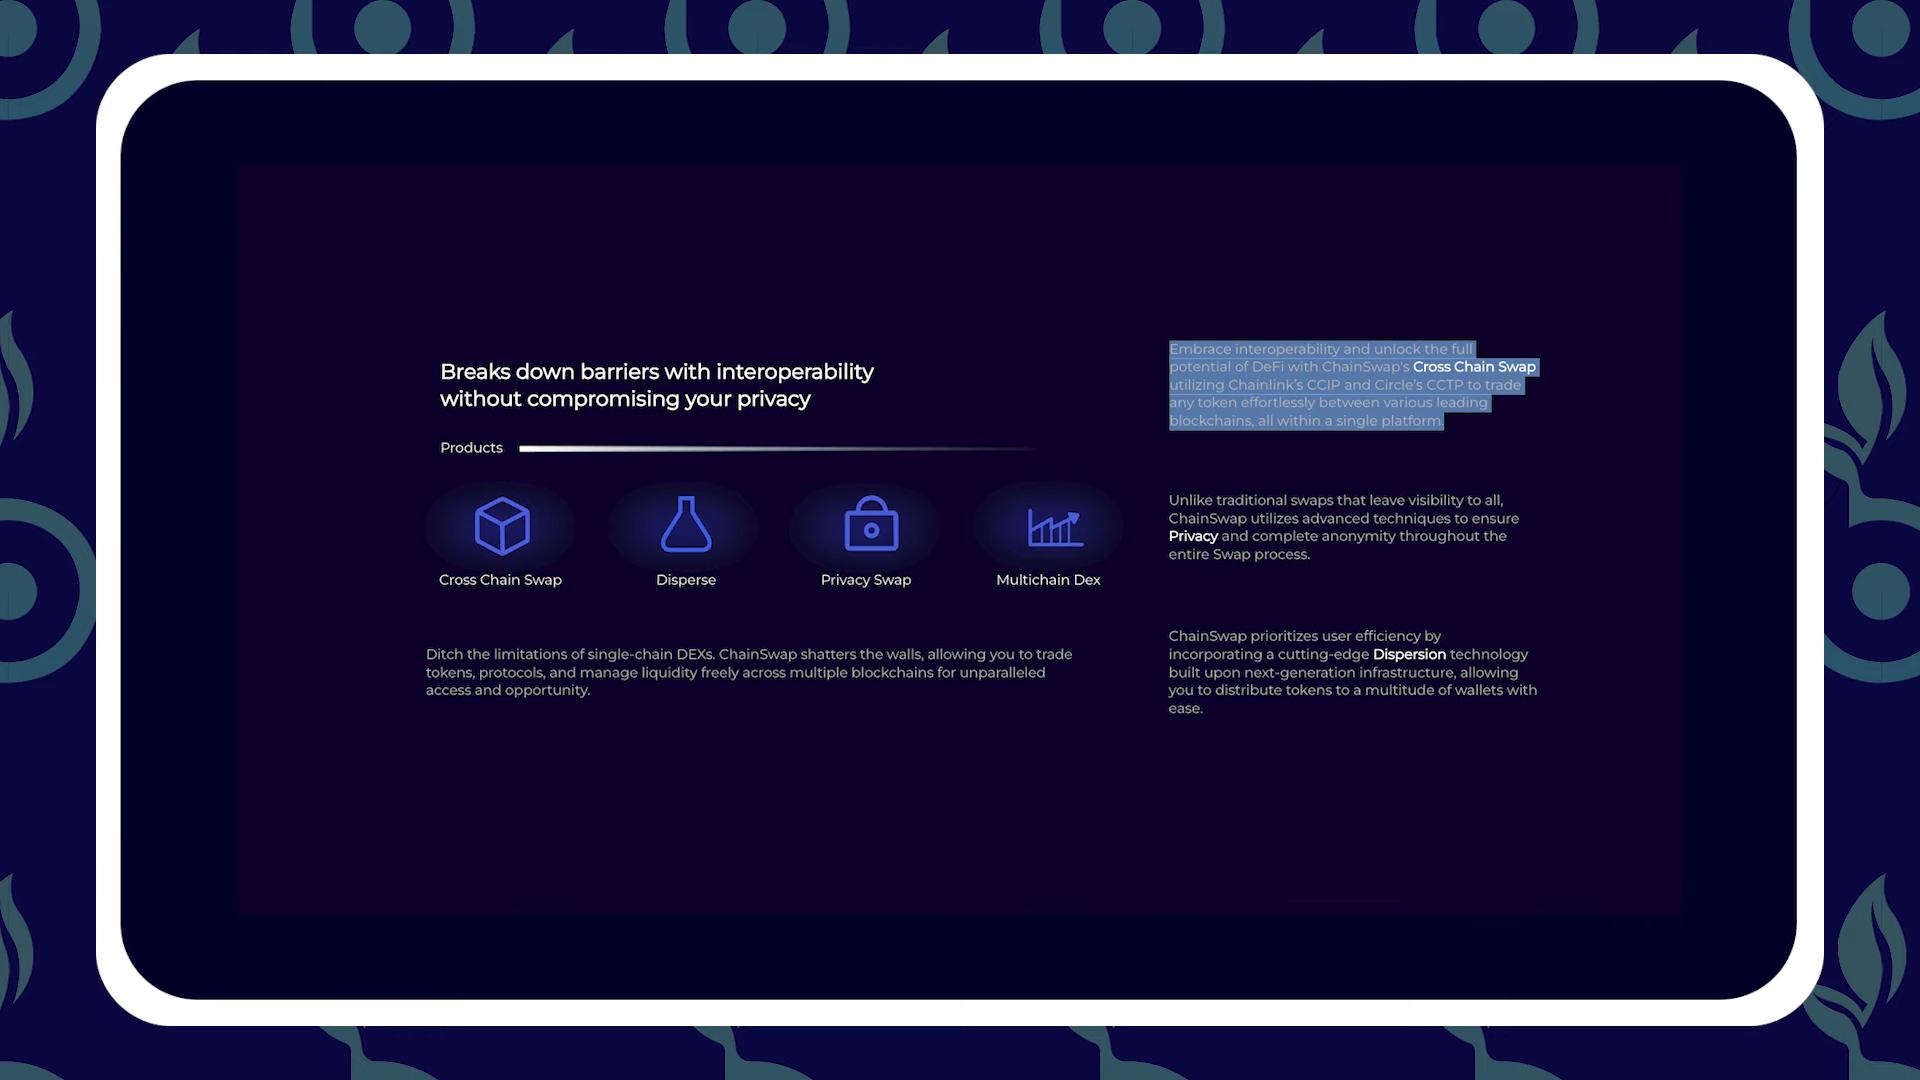 Breaks down barriers with interoperability
without compromising your privacy
Products
Cross Chain Swap
Disperse
Privacy Swap
Multichain Dex
Ditch the limitations of single-chain DEXs. ChainSwap shatters the walls, allowing you to trade
tokens, protocols, and manage liquidity freely across multiple blockchains for unparalleled
access and opportunity.
Embrace interoperability and unlock the full
potential of DeFi with ChainSwap's Cross Chain Swap
utilizing Chainlink's CCIP and Circle's CCTP to trade
any token effortlessly between various leading
blockchains, all within a single platform.
Unlike traditional swaps that leave visibility to all,
ChainSwap utilizes advanced techniques to ensure
Privacy and complete anonymity throughout the
entire Swap process.
ChainSwap prioritizes user efficiency by
incorporating a cutting-edge Dispersion technology
built upon next-generation infrastructure, allowing
you to distribute tokens to a multitude of wallets with
ease.